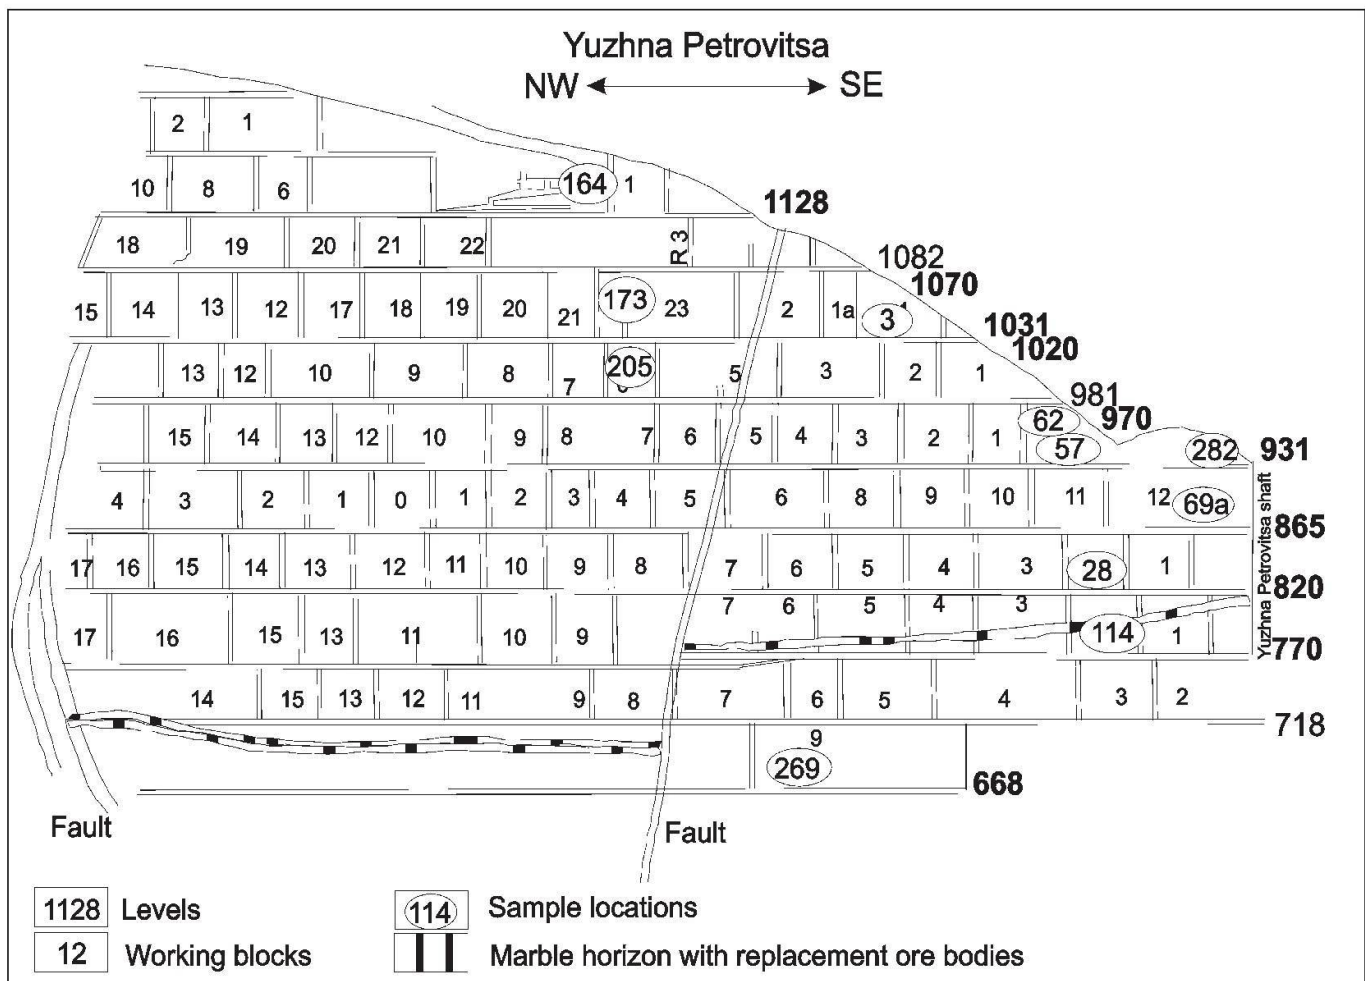 Yuzhna Petrovitsa
NW SE
2 1
10 8 6 164 1
1128
18 19 20 21 22 R 3
1082
1070
15 14 13 12 17 18 19 20 21 173 23 2 1a 3
1031
1020
13 12 10 9 8 7 205 5 3 2 1
981
970
62
15 14 13 12 10 9 8 7 6 5 4 3 2 1 57 282 931
4 3 2 1 0 1 2 3 4 5 6 8 9 10 11 12 69a
865
17 16 15 14 13 12 11 10 9 8 7 6 5 4 3 28 1
820
7 6 5 4 3
17 16 15 13 11 10 9 114 1
770
Yuzhna Petrovitsa shaft
14 15 13 12 11 9 8 7 6 5 4 3 2
718
9
269
668
Fault Fault
1128 Levels
12 Working blocks
114 Sample locations
Marble horizon with replacement ore bodies